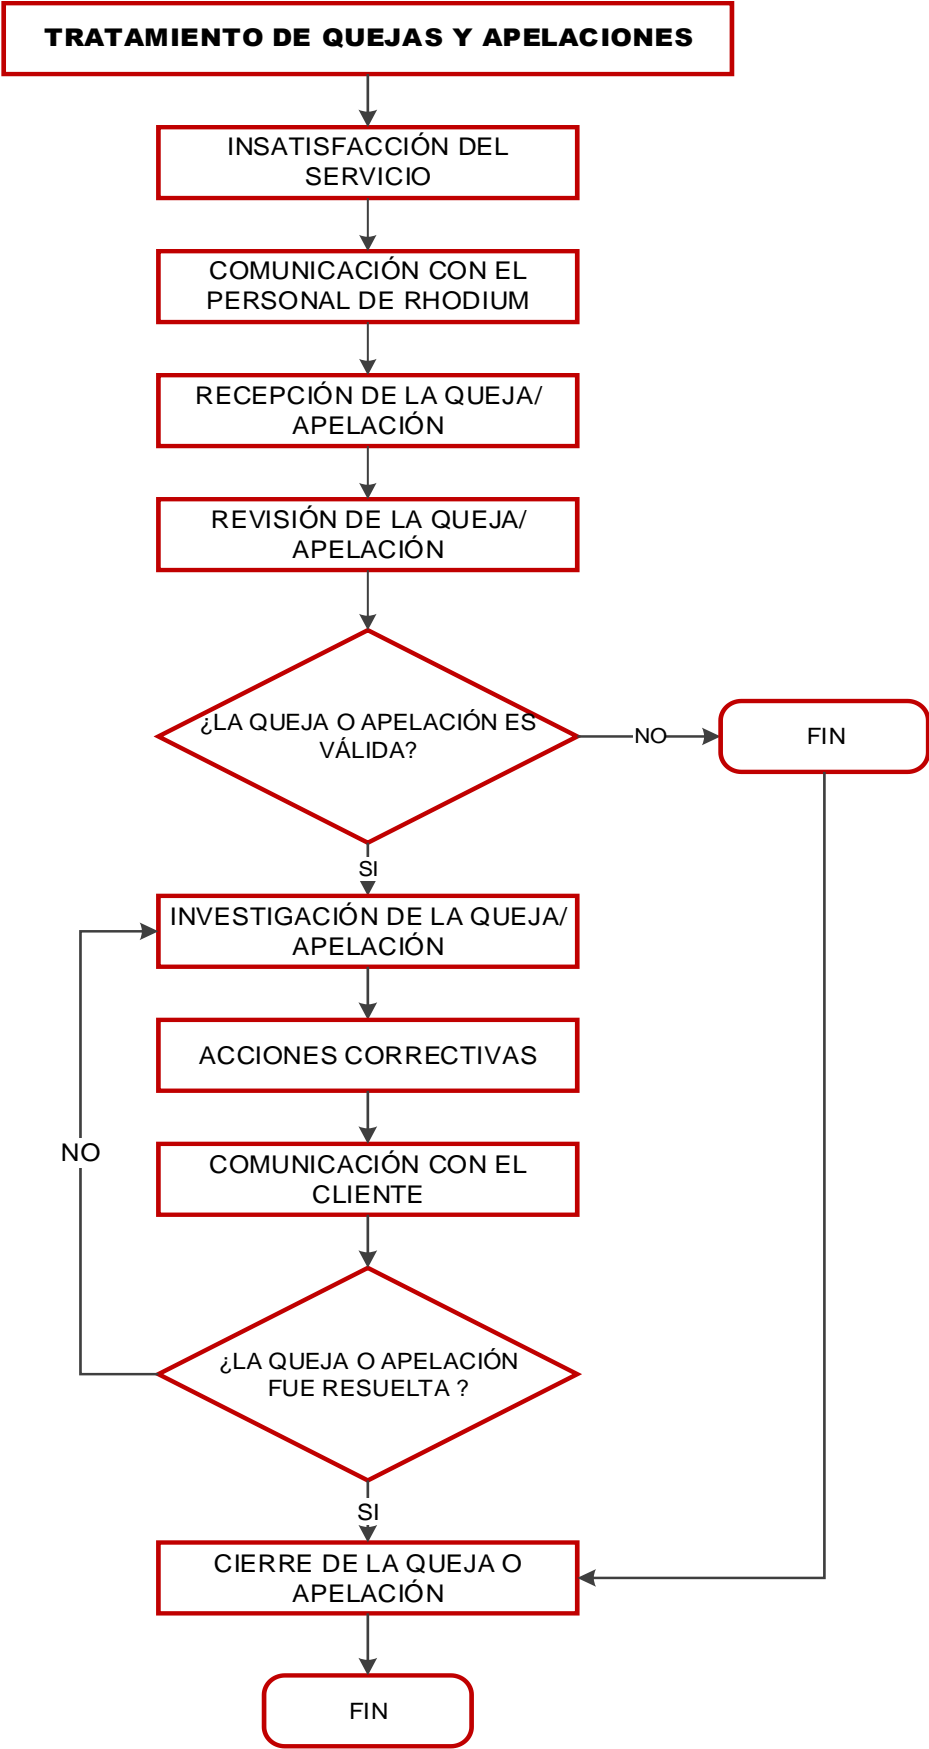 TRATAMIENTO DE QUEJAS Y APELACIONES
INSATISFACCIÓN DEL
SERVICIO
COMUNICACIÓN CON EL
PERSONAL DE RHODIUM
RECEPCIÓN DE LA QUEJA/
APELACIÓN
REVISIÓN DE LA QUEJA/
APELACIÓN
¿LA QUEJA O APELACIÓN ES
VÁLIDA?
NO
FIN
SI
INVESTIGACIÓN DE LA QUEJA/
APELACIÓN
ACCIONES CORRECTIVAS
NO
COMUNICACIÓN CON EL
CLIENTE
¿LA QUEJA O APELACIÓN
FUE RESUELTA ?
SI
CIERRE DE LA QUEJA O
APELACIÓN
FIN